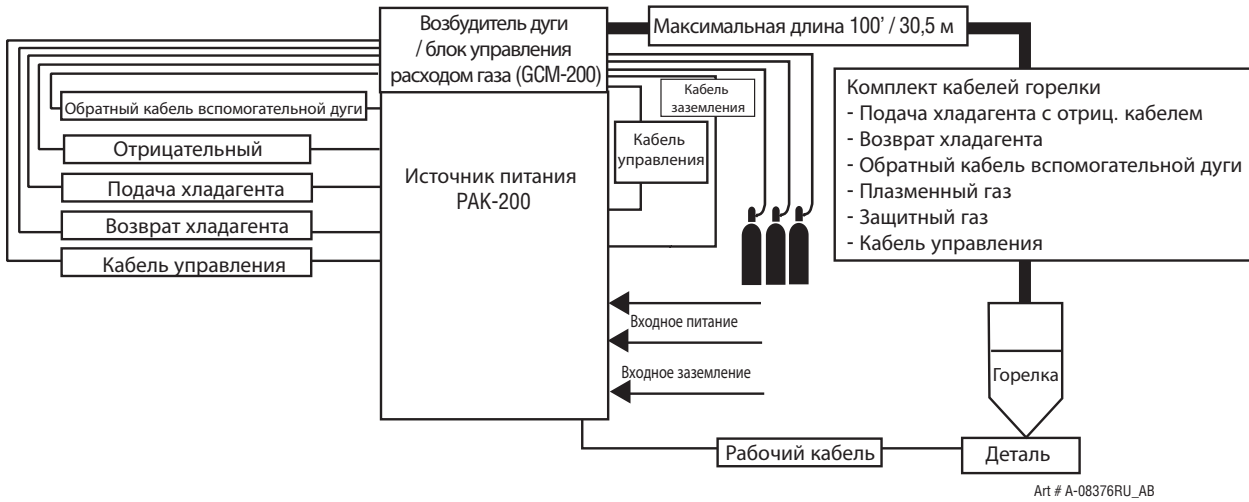 Возбудитель дуги
/ блок управления
расходом газа (GCM-200)
Максимальная длина 100’ / 30,5 м
Кабель
заземления
Обратный кабель вспомогательной дуги
Отрицательный
Подача хладагента
Возврат хладагента
Кабель управления
Источник питания
PAK-200
Кабель
управления
Комплект кабелей горелки
- Подача хладагента с отриц. кабелем
- Возврат хладагента
- Обратный кабель вспомогательной дуги
- Плазменный газ
- Защитный газ
- Кабель управления
Входное питание
Входное заземление
Горелка
Рабочий кабель
Деталь
Art # A-08376RU_AB